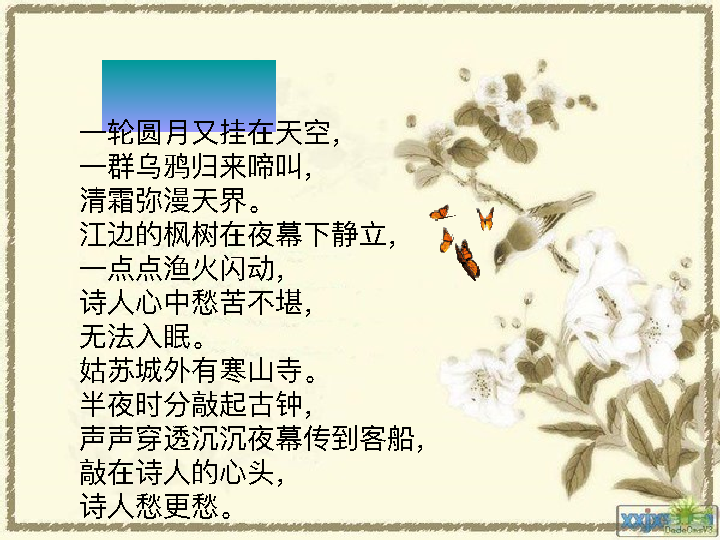 一轮圆月又挂在天空，
一群乌鸦归来啼叫，
清霜弥漫天界。
江边的枫树在夜幕下静立，
一点点渔火闪动，
诗人心中愁苦不堪，
无法入眠。
姑苏城外有寒山寺。
半夜时分敲起古钟，
声声穿透沉沉夜幕传到客船，
敲在诗人的心头，
诗人愁更愁。